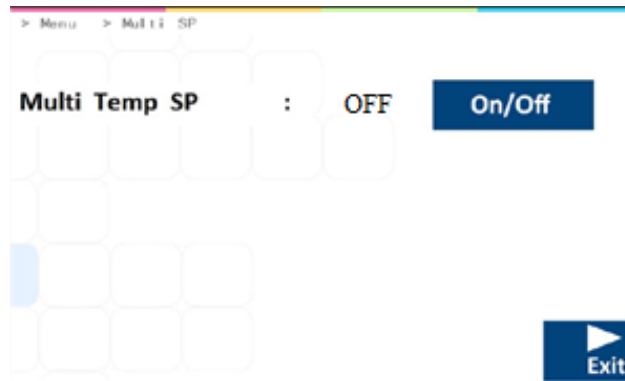 > Menu > Multi SP
Multi Temp SP : OFF On/Off
Exit